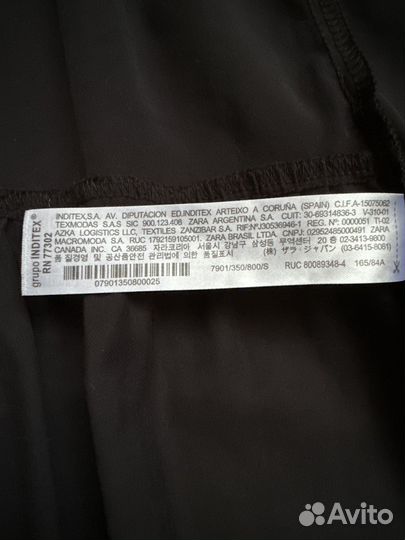 grupo INDITEX®
RN 77302
INDITEX,S.A. AV. DIPUTACION ED.INDITEX ARTEIXO A CORUÑA (SPAIN) C.I.F.A-15075062
TEXMODAS S.A.S SIC 900.123.408 ZARA ARGENTINA S.A. CUIT: 30-69314836-3 V-310-01
AZKA LOGISTICS LLC, TEXTILES ZANZIBAR S.A. RIF:Nº/J30536946-1 REG. Nº: 0000051 TI-02
MACROMODA S.A. RUC 1792159105001. ZARA BRASIL LTDA. CNPJ: 02952485000491 ZARA
CANADA INC. CA 36685 자라코리아 서울시 강남구 삼성동 무역센터 20 층 02-3413-9800
품 질경영 및 공산품안전 관리법에 의한 품질표시 (株) ザラ・ジャパン (03-6415-8061)
7901/350/800/S RUC 80089348-4 165/84A
07901350800025
Avito